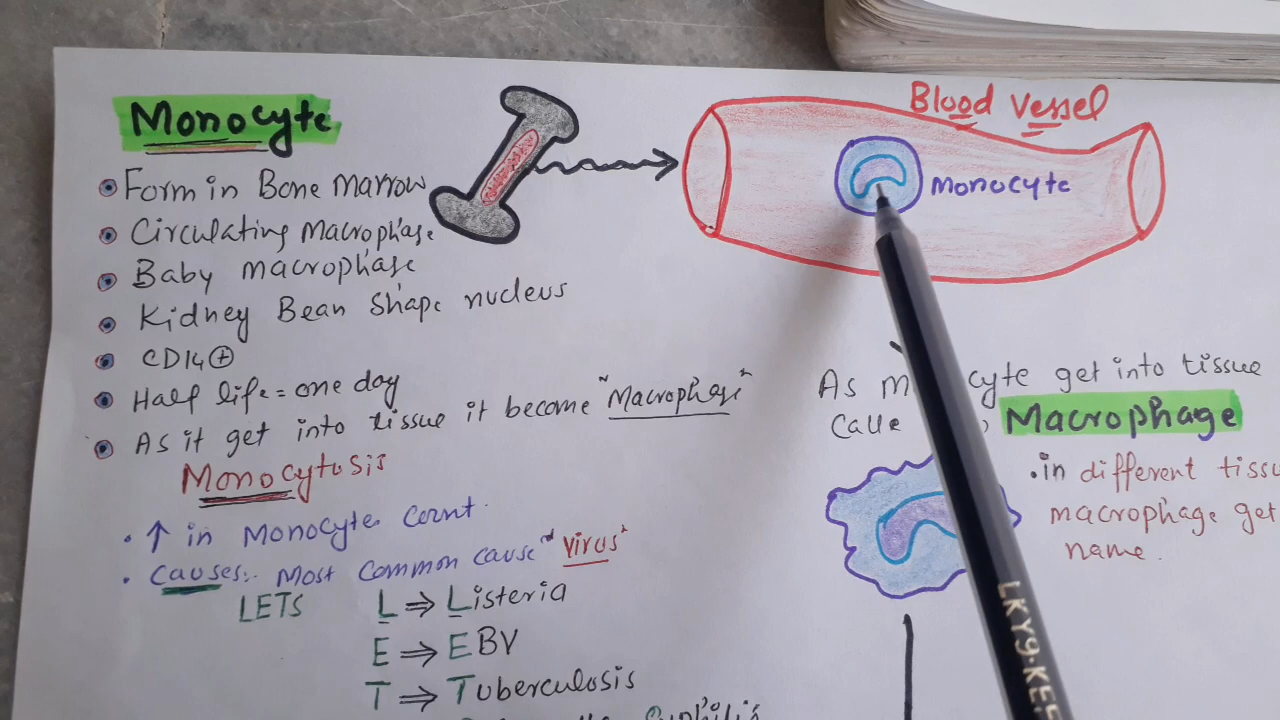 Monocyte
Form in Bone Marrow
Circulating Macrophage
Baby macrophage
Kidney Bean Shape nucleus
CD14⊕
Half life = one day
As it get into tissue it become "Macrophage"
Monocytosis
↑ in Monocyte count.
Causes:. Most Common cause "Virus"
LETS
L ⇒ Listeria
E ⇒ EBV
T ⇒ Tuberculosis
Syphilis
Blood Vessel
Monocyte
As cyte get into tissue
Macrophage
in different
macrophage get
name.
LKY9.KE